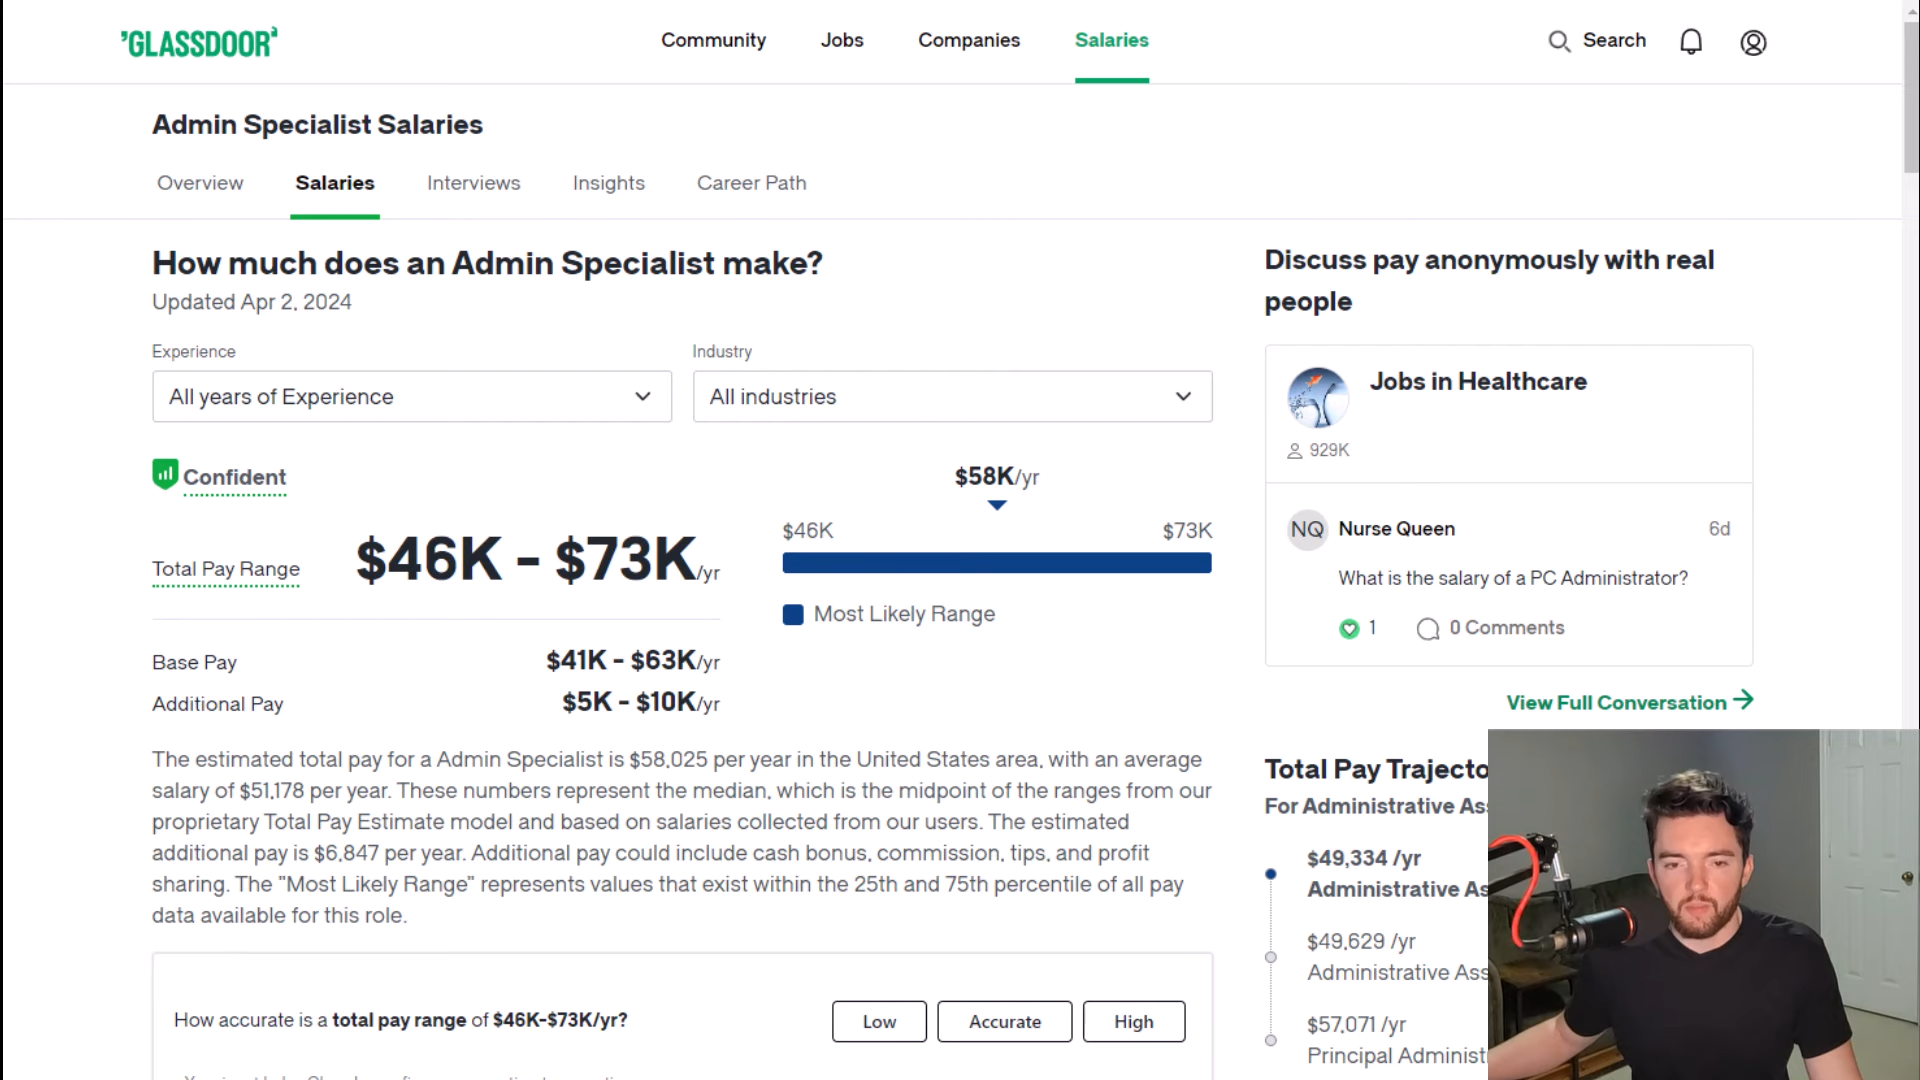 GLASSDOOR
Community
Jobs
Companies
Salaries
Search
Admin Specialist Salaries
Overview
Salaries
Interviews
Insights
Career Path
How much does an Admin Specialist make?
Updated Apr 2, 2024
Experience
Industry
All years of Experience
All industries
Confident
Total Pay Range
$46K - $73K/yr
Base Pay
$41K - $63K/yr
Additional Pay
$5K - $10K/yr
$58K/yr
$46K
$73K
Most Likely Range
The estimated total pay for a Admin Specialist is $58,025 per year in the United States area, with an average
salary of $51,178 per year. These numbers represent the median, which is the midpoint of the ranges from our
proprietary Total Pay Estimate model and based on salaries collected from our users. The estimated
additional pay is $6,847 per year. Additional pay could include cash bonus, commission, tips, and profit
sharing. The "Most Likely Range" represents values that exist within the 25th and 75th percentile of all pay
data available for this role.
How accurate is a total pay range of $46K-$73K/yr?
Low
Accurate
High
Discuss pay anonymously with real
people
Jobs in Healthcare
929K
NQ
Nurse Queen
6d
What is the salary of a PC Administrator?
1
0 Comments
View Full Conversation
Total Pay Trajecto
For Administrative Ass
$49,334 /yr
Administrative As
$49,629 /yr
Administrative Ass
$57,071 /yr
Principal Administ